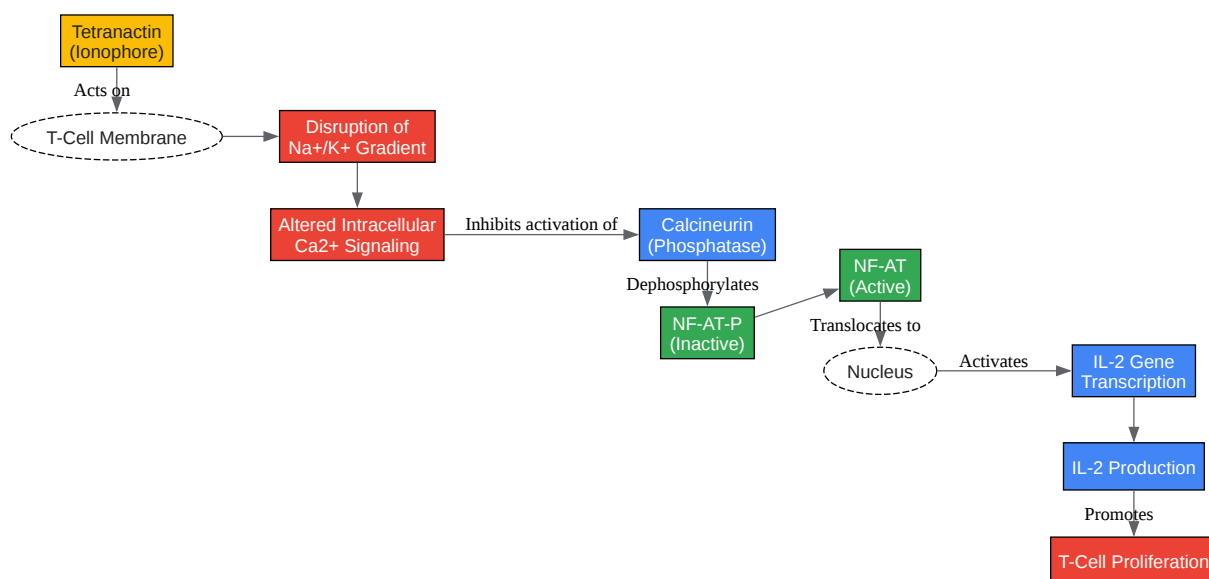 Tetranactin
(Ionophore)
Acts on
T-Cell Membrane
Disruption of
Na+/K+ Gradient
Altered Intracellular
Ca2+ Signaling
Inhibits activation of
Calcineurin
(Phosphatase)
Dephosphorylates
NF-AT-P
(Inactive)
NF-AT
(Active)
Translocates to
Nucleus
Activates
IL-2 Gene
Transcription
IL-2 Production
Promotes
T-Cell Proliferation